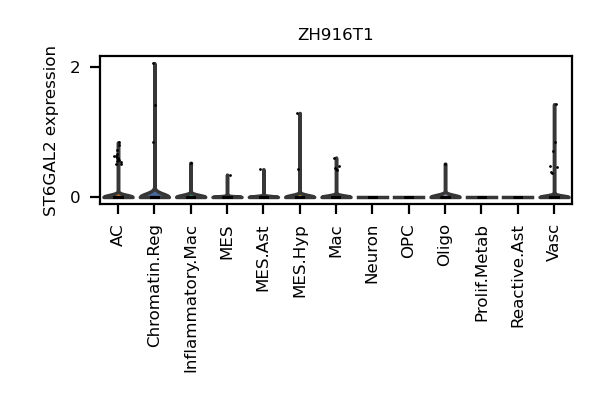 ZH916T1
ST6GAL2 expression
2
0
AC
Chromatin.Reg
Inflammatory.Mac
MES
MES.Ast
MES.Hyp
Mac
Neuron
OPC
Oligo
Prolif.Metab
Reactive.Ast
Vasc